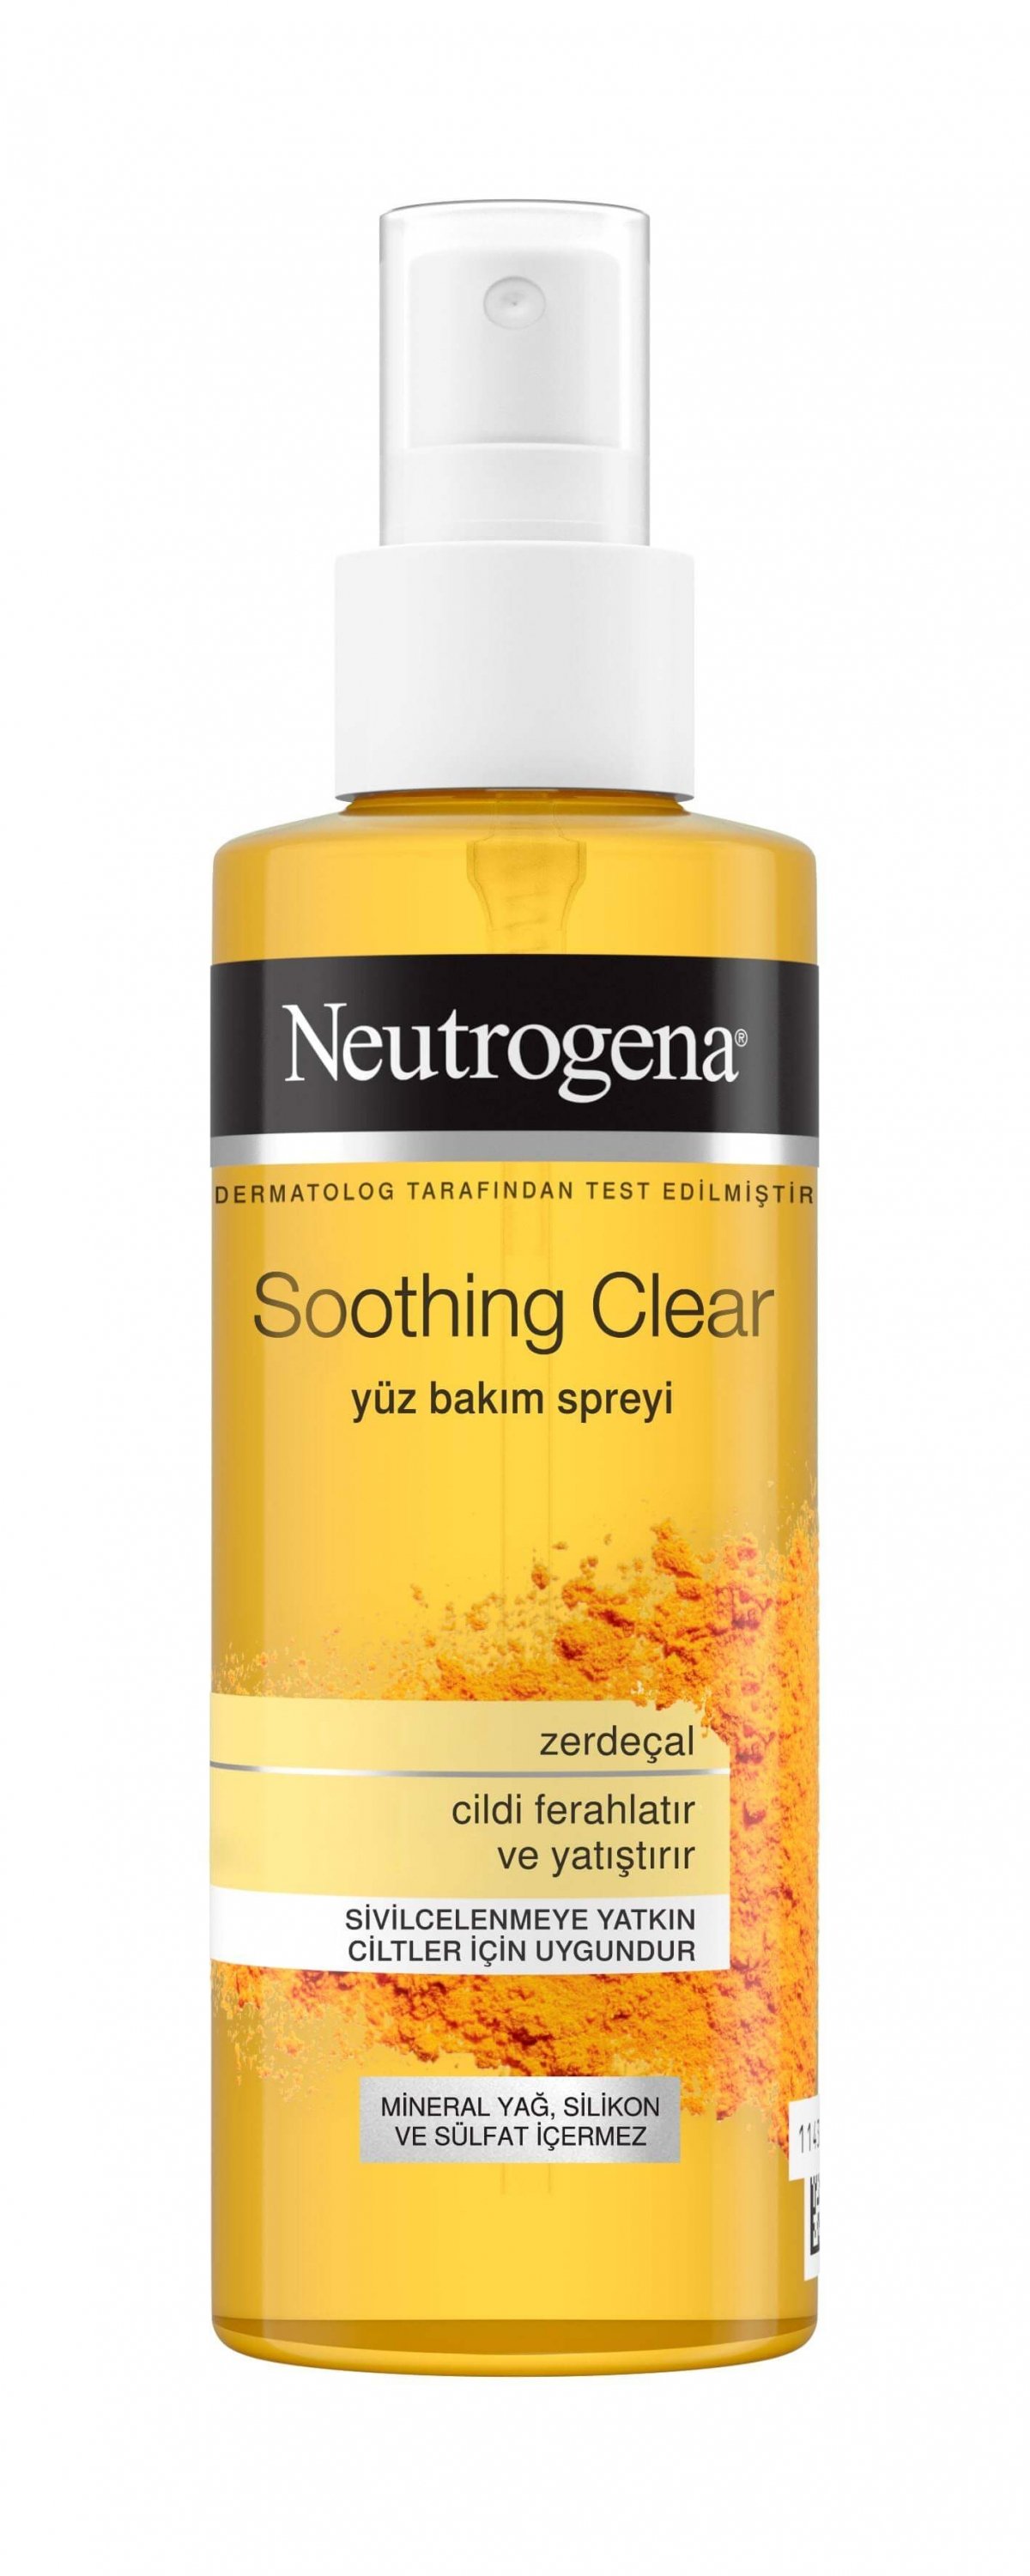 Neutrogena®
DERMATOLOG TARAFINDAN TEST EDİLMİŞTİR
Soothing Clear
yüz bakım spreyi
zerdeçal
cildi ferahlatır
ve yatıştırır
SİVİLCELENMEYE YATKIN
CİLTLER İÇİN UYGUNDUR
MİNERAL YAĞ, SİLİKON
VE SÜLFAT İÇERMEZ